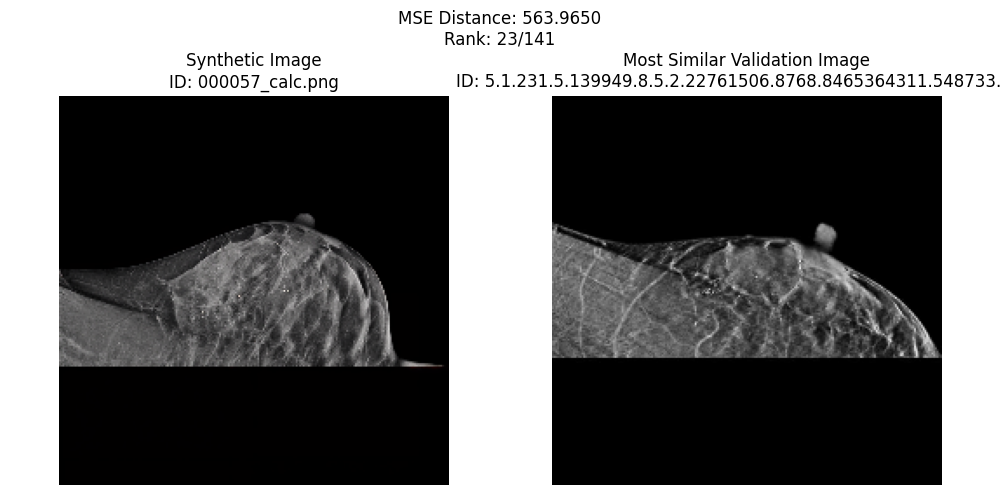 MSE Distance: 563.9650
Rank: 23/141
Synthetic Image
ID: 000057_calc.png
Most Similar Validation Image
ID: 5.1.231.5.139949.8.5.2.22761506.8768.8465364311.548733.